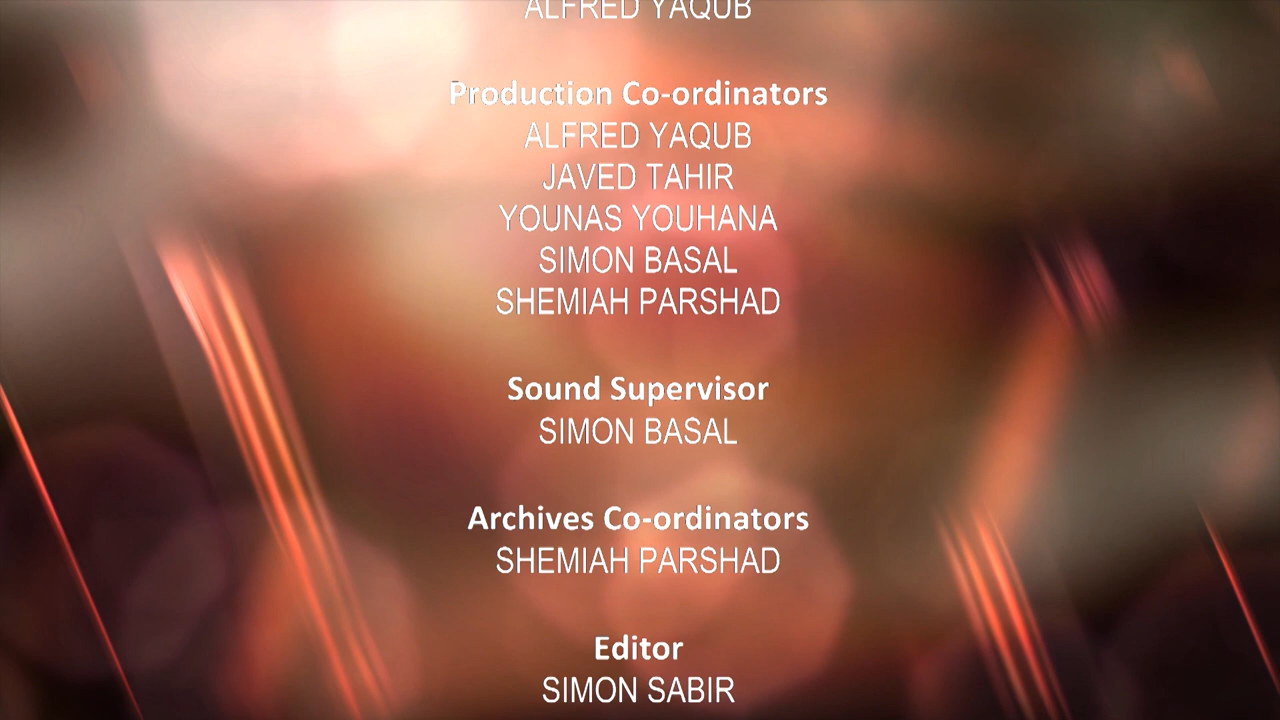 ALFRED YAQUB
Production Co-ordinators
ALFRED YAQUB
JAVED TAHIR
YOUNAS YOUHANA
SIMON BASAL
SHEMIAH PARSHAD
Sound Supervisor
SIMON BASAL
Archives Co-ordinators
SHEMIAH PARSHAD
Editor
SIMON SABIR